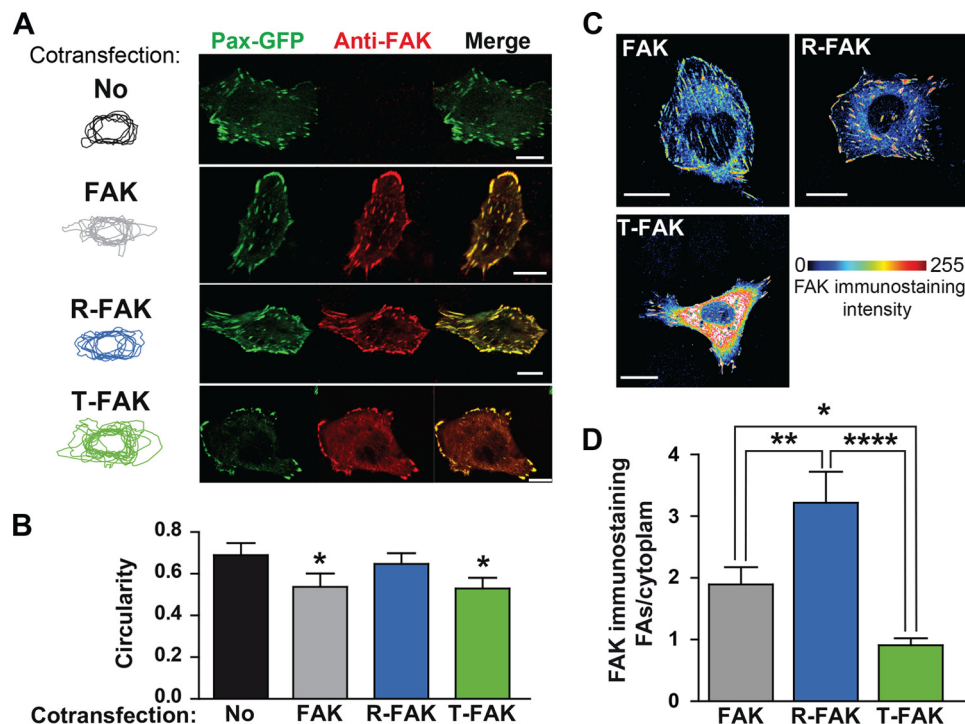 A
Pax-GFP Anti-FAK Merge
Cotransfection:
No
FAK
R-FAK
T-FAK
B
Circularity
0.8
0.6
0.4
0.2
0.0
*
*
Cotransfection: No FAK R-FAK T-FAK
C
FAK
R-FAK
T-FAK
0 255
FAK immunostaining
intensity
D
FAK immunostaining
FAs/cytoplam
4
3
2
1
0
*
** ****
FAK R-FAK T-FAK